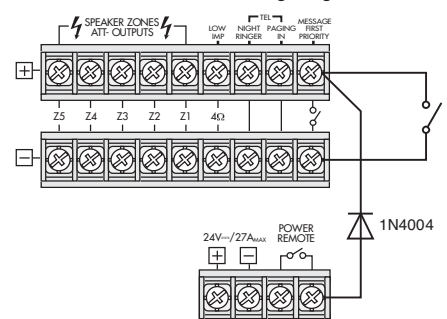 SPEAKER ZONES
ATT- OUTPUTS
LOW
IMP
TEL
NIGHT
RINGER
PAGING
IN
MESSAGE
FIRST
PRIORITY
+
Z5 Z4 Z3 Z2 Z1 4Ω
−
1N4004
24V⎓/27AMAX
+ −
POWER
REMOTE